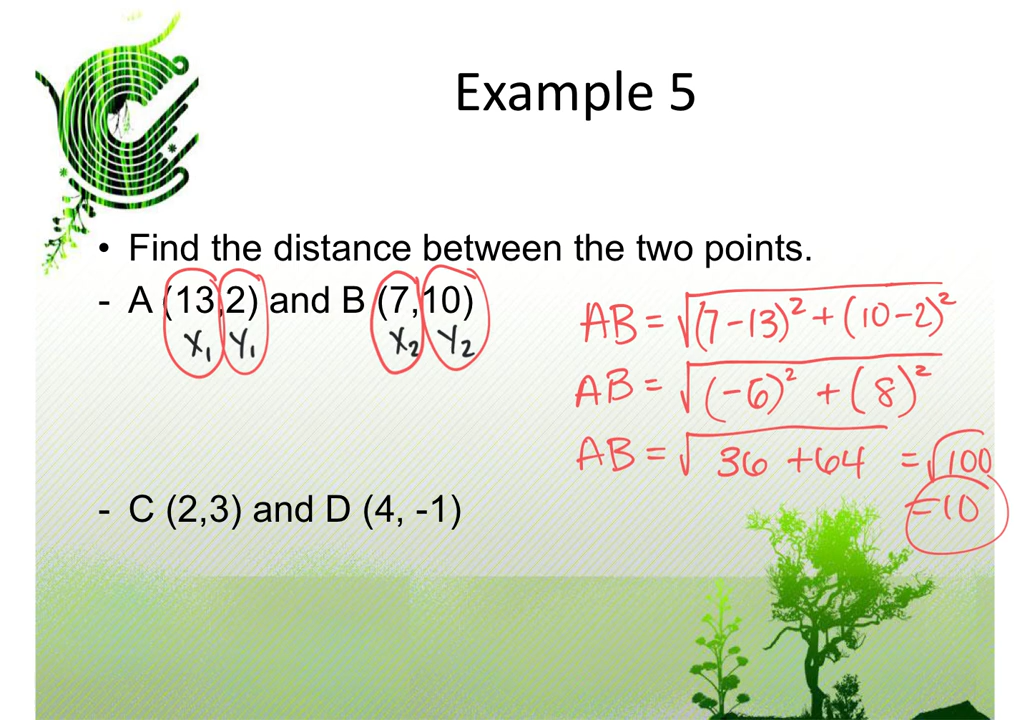 Example 5
• Find the distance between the two points.
- A (13,2) and B (7,10)
X₁ Y₁ X₂ Y₂
AB = √(7-13)² + (10-2)²
AB = √(-6)² + (8)²
AB = √36 + 64 = √100
= 10
- C (2,3) and D (4, -1)